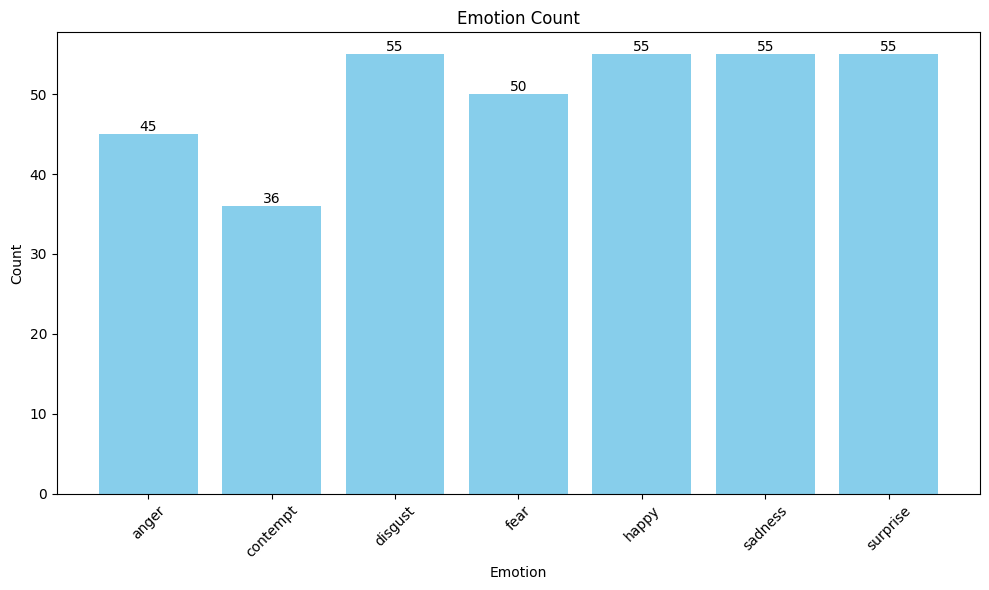 Emotion Count
Count
50
40
30
20
10
0
45
36
55
50
55
55
55
anger
contempt
disgust
fear
happy
sadness
surprise
Emotion